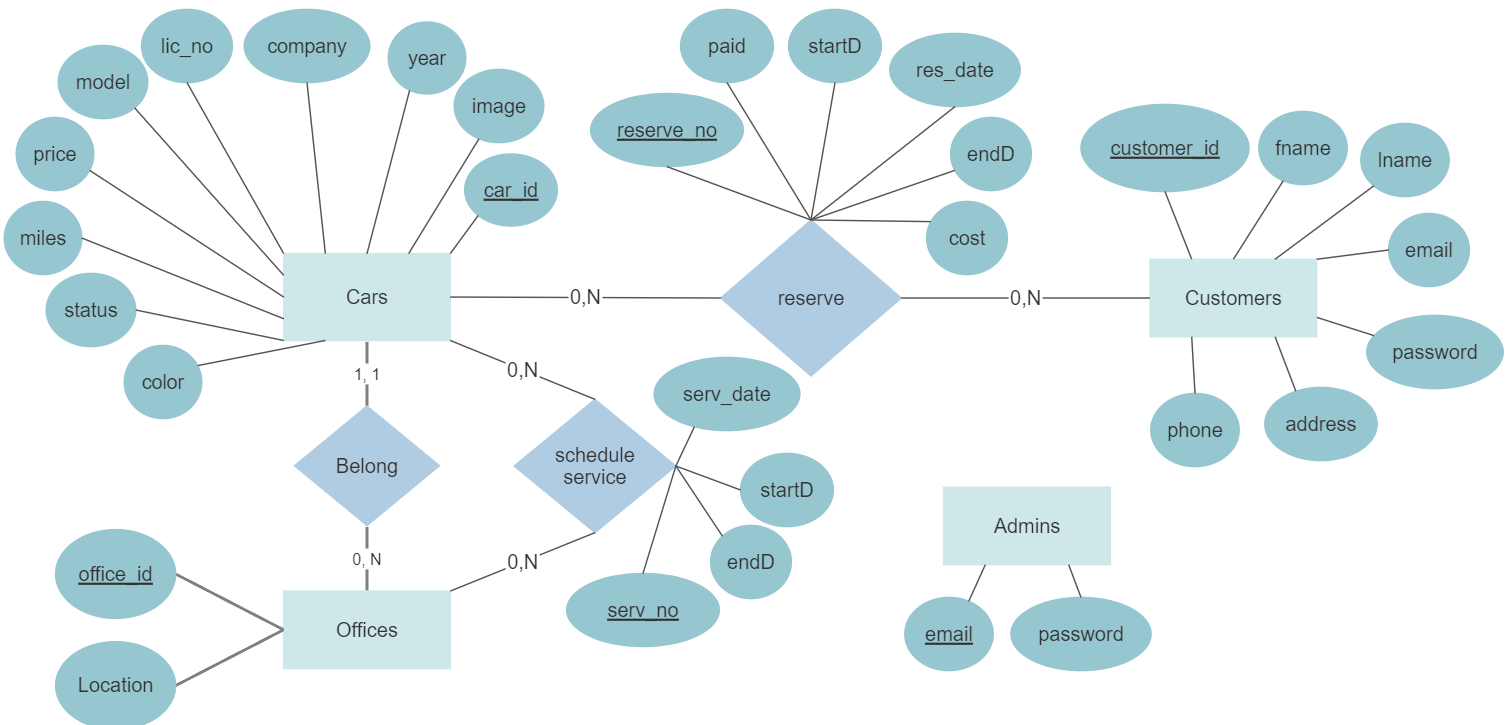 lic_no
company
year
model
image
price
car_id
miles
status
color
Cars
paid
startD
res_date
reserve_no
endD
cost
0,N
reserve
0,N
customer_id
fname
lname
email
Customers
password
phone
address
1, 1
0,N
serv_date
Belong
schedule
service
startD
endD
0, N
0,N
serv_no
office_id
Offices
Location
Admins
email
password